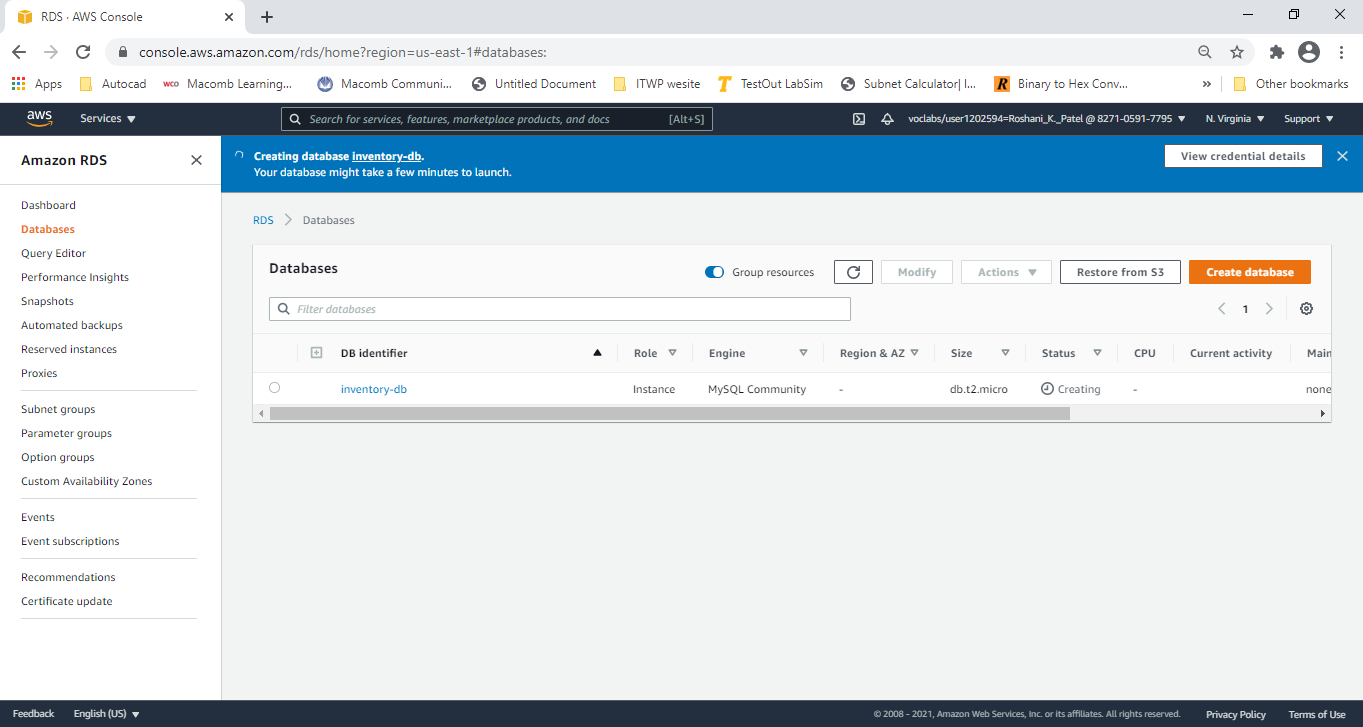 RDS · AWS Console
console.aws.amazon.com/rds/home?region=us-east-1#databases:
Apps Autocad wco Macomb Learning... Macomb Communi... Untitled Document ITWP wesite TestOut LabSim Subnet Calculator| I... R Binary to Hex Conv... » Other bookmarks
aws Services Search for services, features, marketplace products, and docs [Alt+S] voclabs/user1202594=Roshani_K._Patel @ 8271-0591-7795 N. Virginia Support
Amazon RDS
Dashboard
Databases
Query Editor
Performance Insights
Snapshots
Automated backups
Reserved instances
Proxies
Subnet groups
Parameter groups
Option groups
Custom Availability Zones
Events
Event subscriptions
Recommendations
Certificate update
Creating database inventory-db.
Your database might take a few minutes to launch.
View credential details
RDS Databases
Databases
Group resources Modify Actions Restore from S3 Create database
Filter databases
1
DB identifier Role Engine Region & AZ Size Status CPU Current activity Main
inventory-db Instance MySQL Community - db.t2.micro Creating - none
Feedback English (US) © 2008 - 2021, Amazon Web Services, Inc. or its affiliates. All rights reserved. Privacy Policy Terms of Use